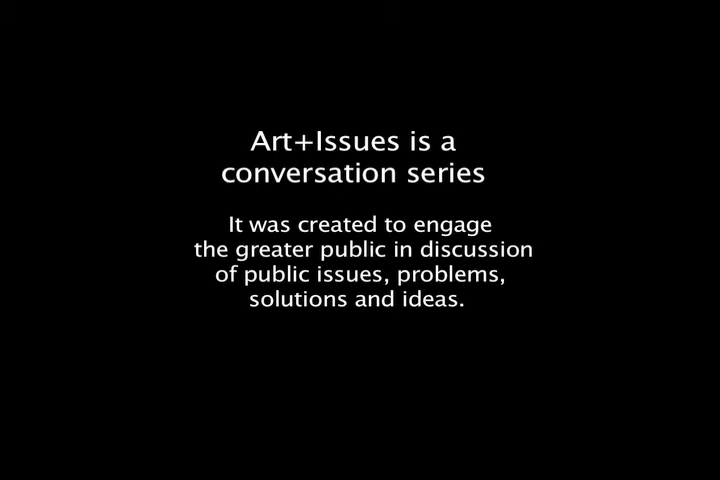 Art+Issues is a
conversation series
It was created to engage
the greater public in discussion
of public issues, problems,
solutions and ideas.